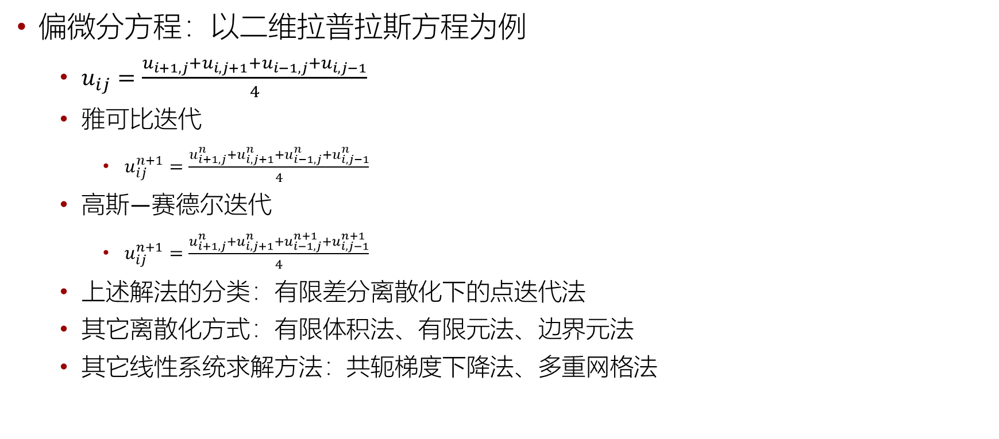 • 偏微分方程：以二维拉普拉斯方程为例
• $u_{ij} = \frac{u_{i+1,j}+u_{i,j+1}+u_{i-1,j}+u_{i,j-1}}{4}$
• 雅可比迭代
• $u_{ij}^{n+1} = \frac{u_{i+1,j}^{n}+u_{i,j+1}^{n}+u_{i-1,j}^{n}+u_{i,j-1}^{n}}{4}$
• 高斯—赛德尔迭代
• $u_{ij}^{n+1} = \frac{u_{i+1,j}^{n}+u_{i,j+1}^{n}+u_{i-1,j}^{n+1}+u_{i,j-1}^{n+1}}{4}$
• 上述解法的分类：有限差分离散化下的点迭代法
• 其它离散化方式：有限体积法、有限元法、边界元法
• 其它线性系统求解方法：共轭梯度下降法、多重网格法